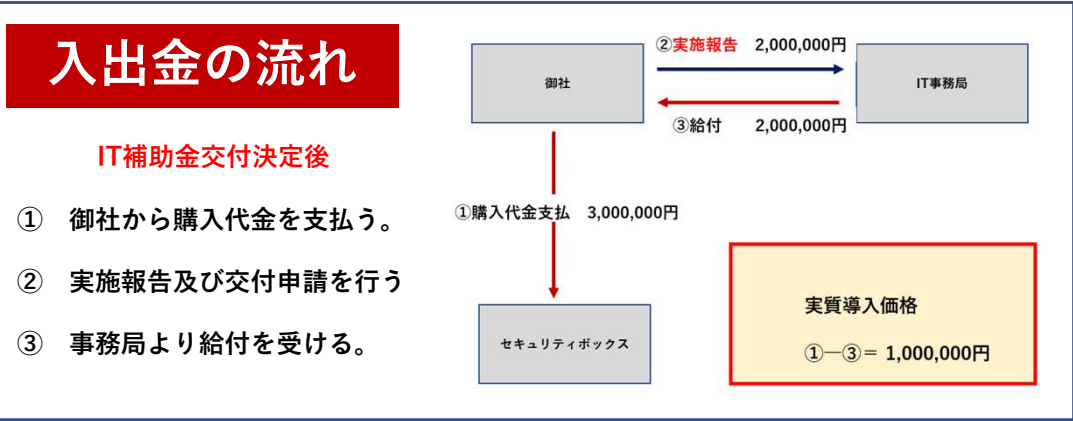 入出金の流れ
IT補助金交付決定後
① 御社から購入代金を支払う。
② 実施報告及び交付申請を行う
③ 事務局より給付を受ける。
②実施報告 2,000,000円
御社
IT事務局
③給付 2,000,000円
①購入代金支払 3,000,000円
セキュリティボックス
実質導入価格
①―③＝ 1,000,000円